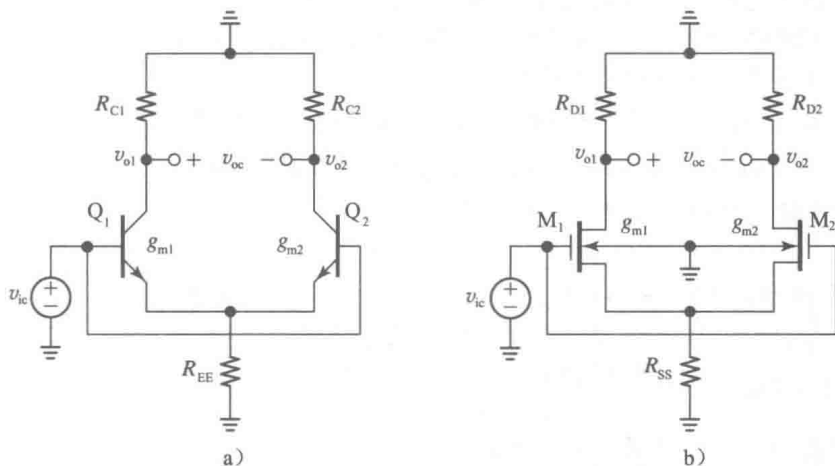 R_C1
R_C2
v_o1
+
v_oc
−
v_o2
Q_1
Q_2
g_m1
g_m2
+
−
v_ic
R_EE
a)
R_D1
R_D2
v_o1
+
v_oc
−
v_o2
M_1
M_2
g_m1
g_m2
+
−
v_ic
R_SS
b)